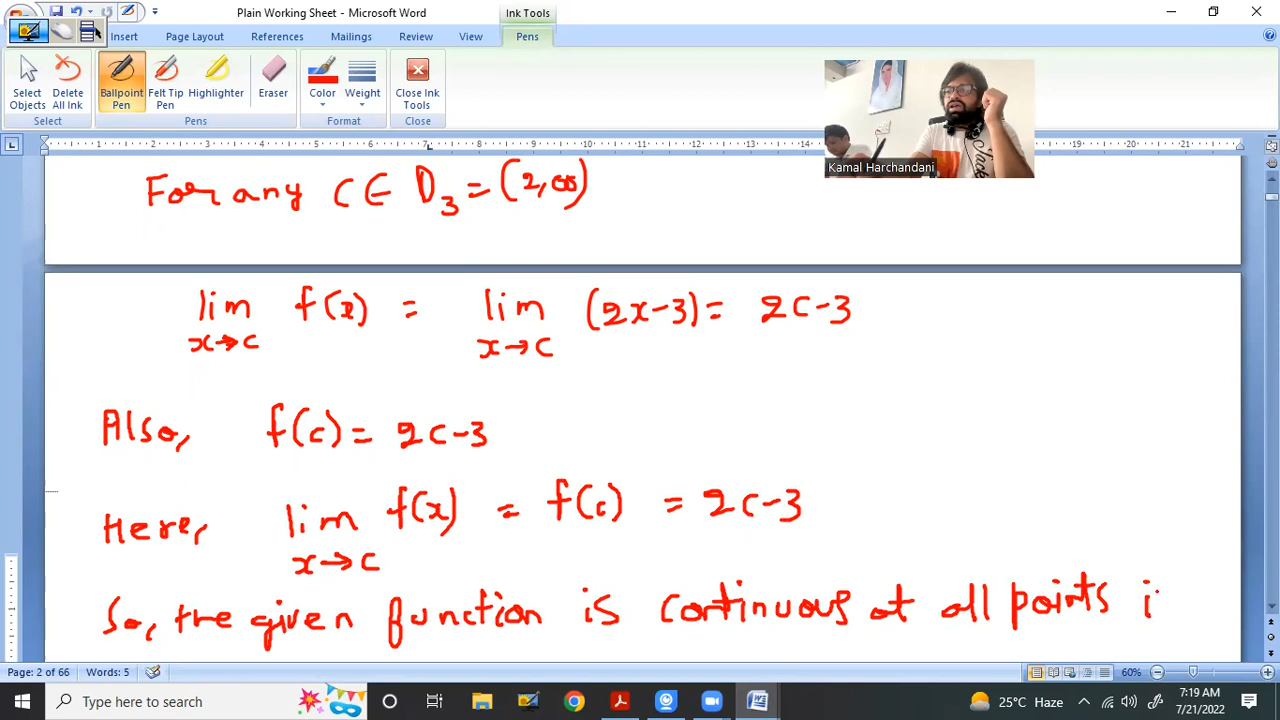 Plain Working Sheet - Microsoft Word
Ink Tools
Insert Page Layout References Mailings Review View Pens
Select Objects Delete All Ink Ballpoint Pen Felt Tip Pen Highlighter Eraser Color Weight Close Ink Tools
Select Pens Format Close
Kamal Harchandani
For any C ∈ D₃ = (2, ∞)
lim x→c f(x) = lim x→c (2x-3) = 2c-3
Also, f(c) = 2c-3
Here, lim x→c f(x) = f(c) = 2c-3
So, the given function is continuous at all points i
Page: 2 of 66 Words: 5 60%
Type here to search 25°C Haze 7:19 AM
7/21/2022